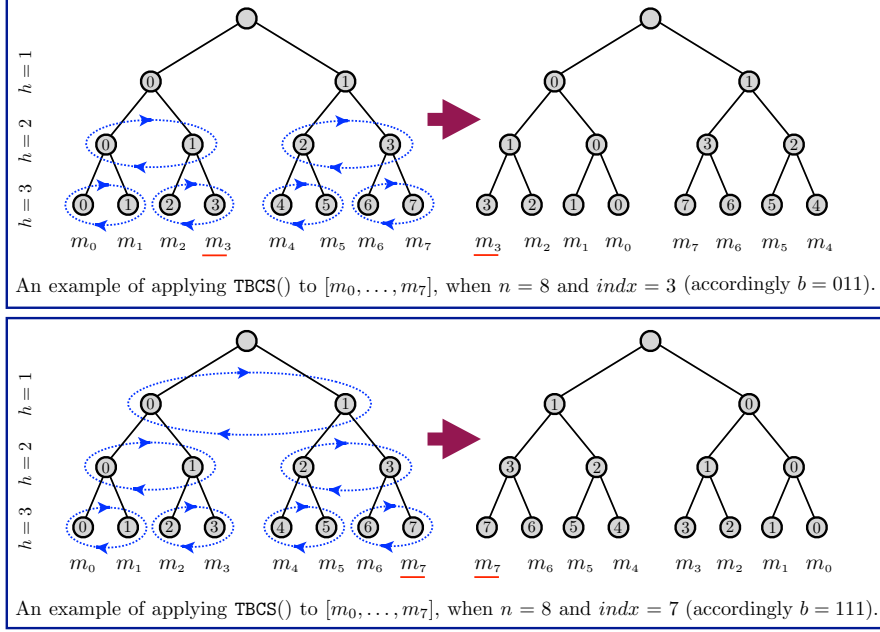 h = 1
0 1 0 1
h = 2
0 1 2 3 1 0 3 2
h = 3
0 1 2 3 4 5 6 7 3 2 1 0 7 6 5 4
m₀ m₁ m₂ m₃ m₄ m₅ m₆ m₇ m₃ m₂ m₁ m₀ m₇ m₆ m₅ m₄
An example of applying TBCS() to [m₀, . . . , m₇], when n = 8 and indx = 3 (accordingly b = 011).
h = 1
0 1 1 0
h = 2
0 1 2 3 3 2 1 0
h = 3
0 1 2 3 4 5 6 7 7 6 5 4 3 2 1 0
m₀ m₁ m₂ m₃ m₄ m₅ m₆ m₇ m₇ m₆ m₅ m₄ m₃ m₂ m₁ m₀
An example of applying TBCS() to [m₀, . . . , m₇], when n = 8 and indx = 7 (accordingly b = 111).